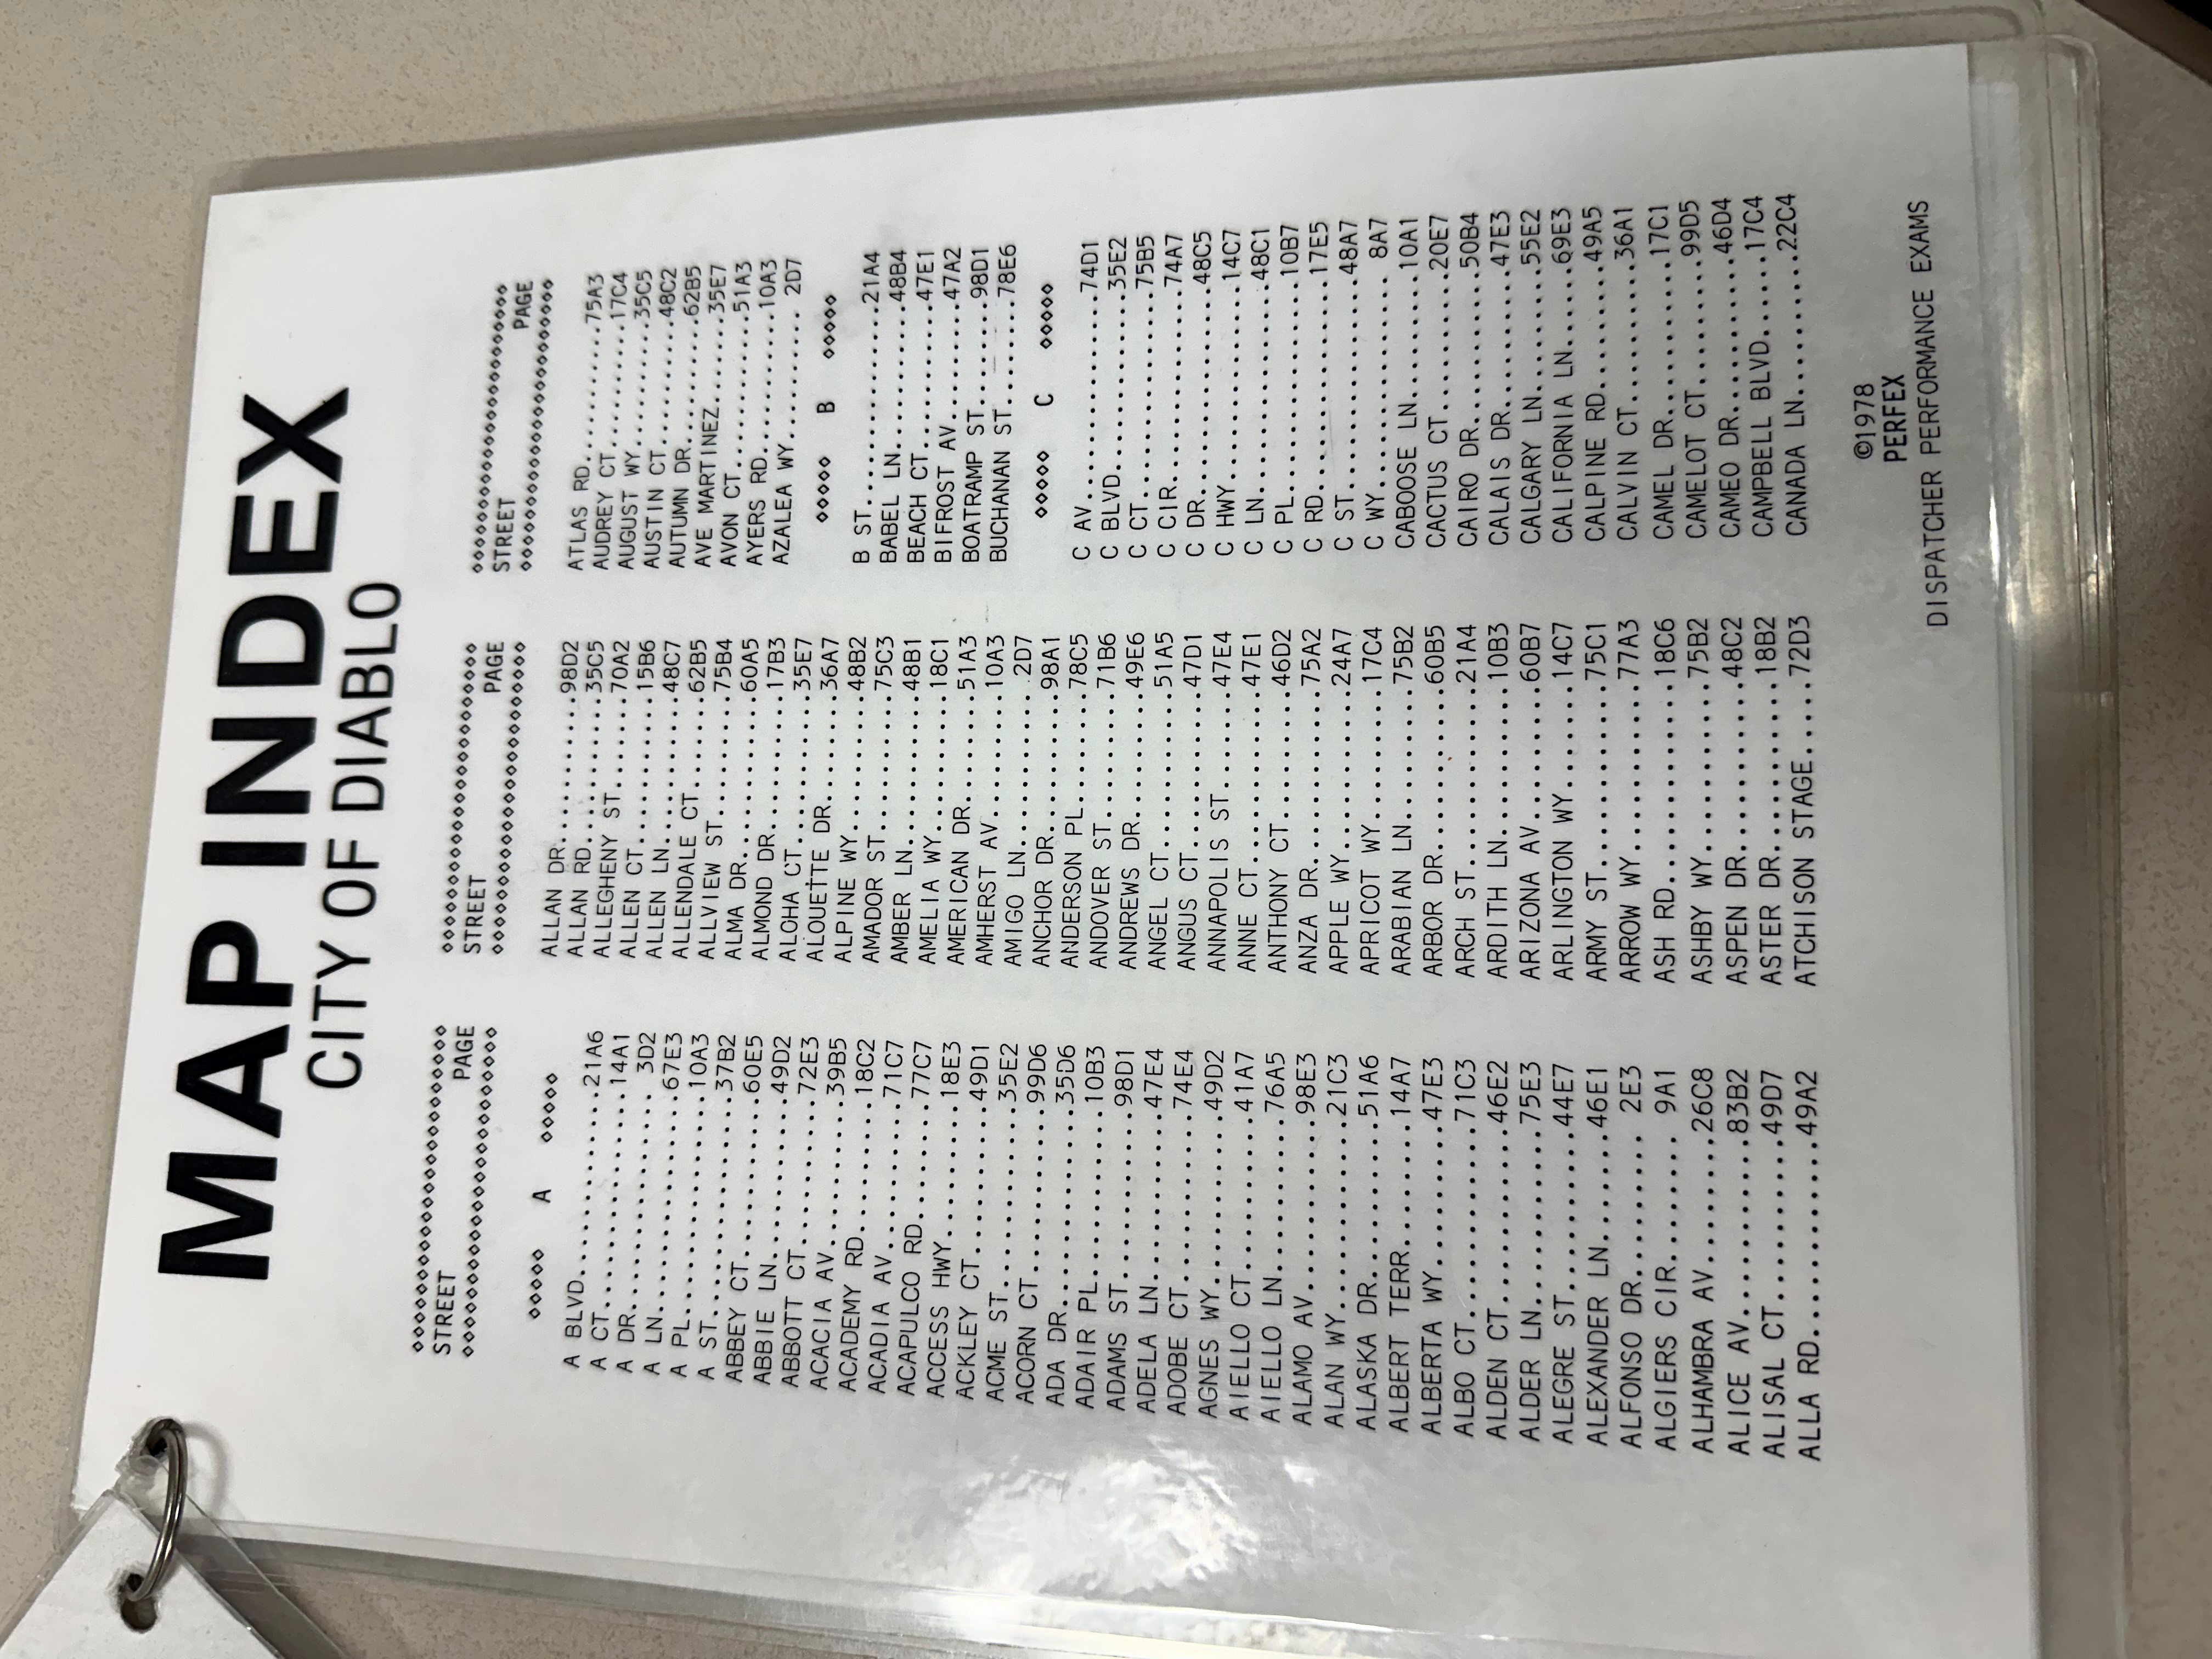 MAP INDEX
CITY OF DIABLO
◇◇◇◇◇◇◇◇◇◇◇◇◇◇◇◇◇◇◇◇◇◇◇
STREET PAGE
◇◇◇◇◇◇◇◇◇◇◇◇◇◇◇◇◇◇◇◇◇◇◇
◇◇◇◇◇ A ◇◇◇◇◇
A BLVD.............21A6
A CT...............14A1
A DR............... 3D2
A LN...............67E3
A PL...............10A3
A ST...............37B2
ABBEY CT...........60E5
ABBIE LN...........49D2
ABBOTT CT..........72E3
ACACIA AV..........39B5
ACADEMY RD.........18C2
ACADIA AV..........71C7
ACAPULCO RD........77C7
ACCESS HWY.........18E3
ACKLEY CT..........49D1
ACME ST............35E2
ACORN CT...........99D6
ADA DR.............35D6
ADAIR PL...........10B3
ADAMS ST...........98D1
ADELA LN...........47E4
ADOBE CT...........74E4
AGNES WY...........49D2
AIELLO CT..........41A7
AIELLO LN..........76A5
ALAMO AV...........98E3
ALAN WY............21C3
ALASKA DR..........51A6
ALBERT TERR........14A7
ALBERTA WY.........47E3
ALBO CT............71C3
ALDEN CT...........46E2
ALDER LN...........75E3
ALEGRE ST..........44E7
ALEXANDER LN.......46E1
ALFONSO DR......... 2E3
ALGIERS CIR........ 9A1
ALHAMBRA AV........26C8
ALICE AV...........83B2
ALISAL CT..........49D7
ALLA RD............49A2
◇◇◇◇◇◇◇◇◇◇◇◇◇◇◇◇◇◇◇◇◇◇◇
STREET PAGE
◇◇◇◇◇◇◇◇◇◇◇◇◇◇◇◇◇◇◇◇◇◇◇
ALLAN DR...........98D2
ALLAN RD...........35C5
ALLEGHENY ST.......70A2
ALLEN CT...........15B6
ALLEN LN...........48C7
ALLENDALE CT.......62B5
ALLVIEW ST.........75B4
ALMA DR............60A5
ALMOND DR..........17B3
ALOHA CT...........35E7
ALOUETTE DR........36A7
ALPINE WY..........48B2
AMADOR ST..........75C3
AMBER LN...........48B1
AMELIA WY..........18C1
AMERICAN DR........51A3
AMHERST AV.........10A3
AMIGO LN........... 2D7
ANCHOR DR..........98A1
ANDERSON PL........78C5
ANDOVER ST.........71B6
ANDREWS DR.........49E6
ANGEL CT...........51A5
ANGUS CT...........47D1
ANNAPOLIS ST.......47E4
ANNE CT............47E1
ANTHONY CT.........46D2
ANZA DR............75A2
APPLE WY...........24A7
APRICOT WY.........17C4
ARABIAN LN.........75B2
ARBOR DR...........60B5
ARCH ST............21A4
ARDITH LN..........10B3
ARIZONA AV.........60B7
ARLINGTON WY.......14C7
ARMY ST............75C1
ARROW WY...........77A3
ASH RD.............18C6
ASHBY WY...........75B2
ASPEN DR...........48C2
ASTER DR...........18B2
ATCHISON STAGE.....72D3
◇◇◇◇◇◇◇◇◇◇◇◇◇◇◇◇◇◇◇◇◇◇◇
STREET PAGE
◇◇◇◇◇◇◇◇◇◇◇◇◇◇◇◇◇◇◇◇◇◇◇
ATLAS RD...........75A3
AUDREY CT..........17C4
AUGUST WY..........35C5
AUSTIN CT..........48C2
AUTUMN DR..........62B5
AVE MARTINEZ.......35E7
AVON CT............51A3
AYERS RD...........10A3
AZALEA WY.......... 2D7
◇◇◇◇◇ B ◇◇◇◇◇
B ST...............21A4
BABEL LN...........48B4
BEACH CT...........47E1
BIFROST AV.........47A2
BOATRAMP ST........98D1
BUCHANAN ST........78E6
◇◇◇◇◇ C ◇◇◇◇◇
C AV...............74D1
C BLVD.............35E2
C CT...............75B5
C CIR..............74A7
C DR...............48C5
C HWY..............14C7
C LN...............48C1
C PL...............10B7
C RD...............17E5
C ST...............48A7
C WY............... 8A7
CABOOSE LN.........10A1
CACTUS CT..........20E7
CAIRO DR...........50B4
CALAIS DR..........47E3
CALGARY LN.........55E2
CALIFORNIA LN......69E3
CALPINE RD.........49A5
CALVIN CT..........36A1
CAMEL DR...........17C1
CAMELOT CT.........99D5
CAMEO DR...........46D4
CAMPBELL BLVD......17C4
CANADA LN..........22C4
©1978
PERFEX
DISPATCHER PERFORMANCE EXAMS